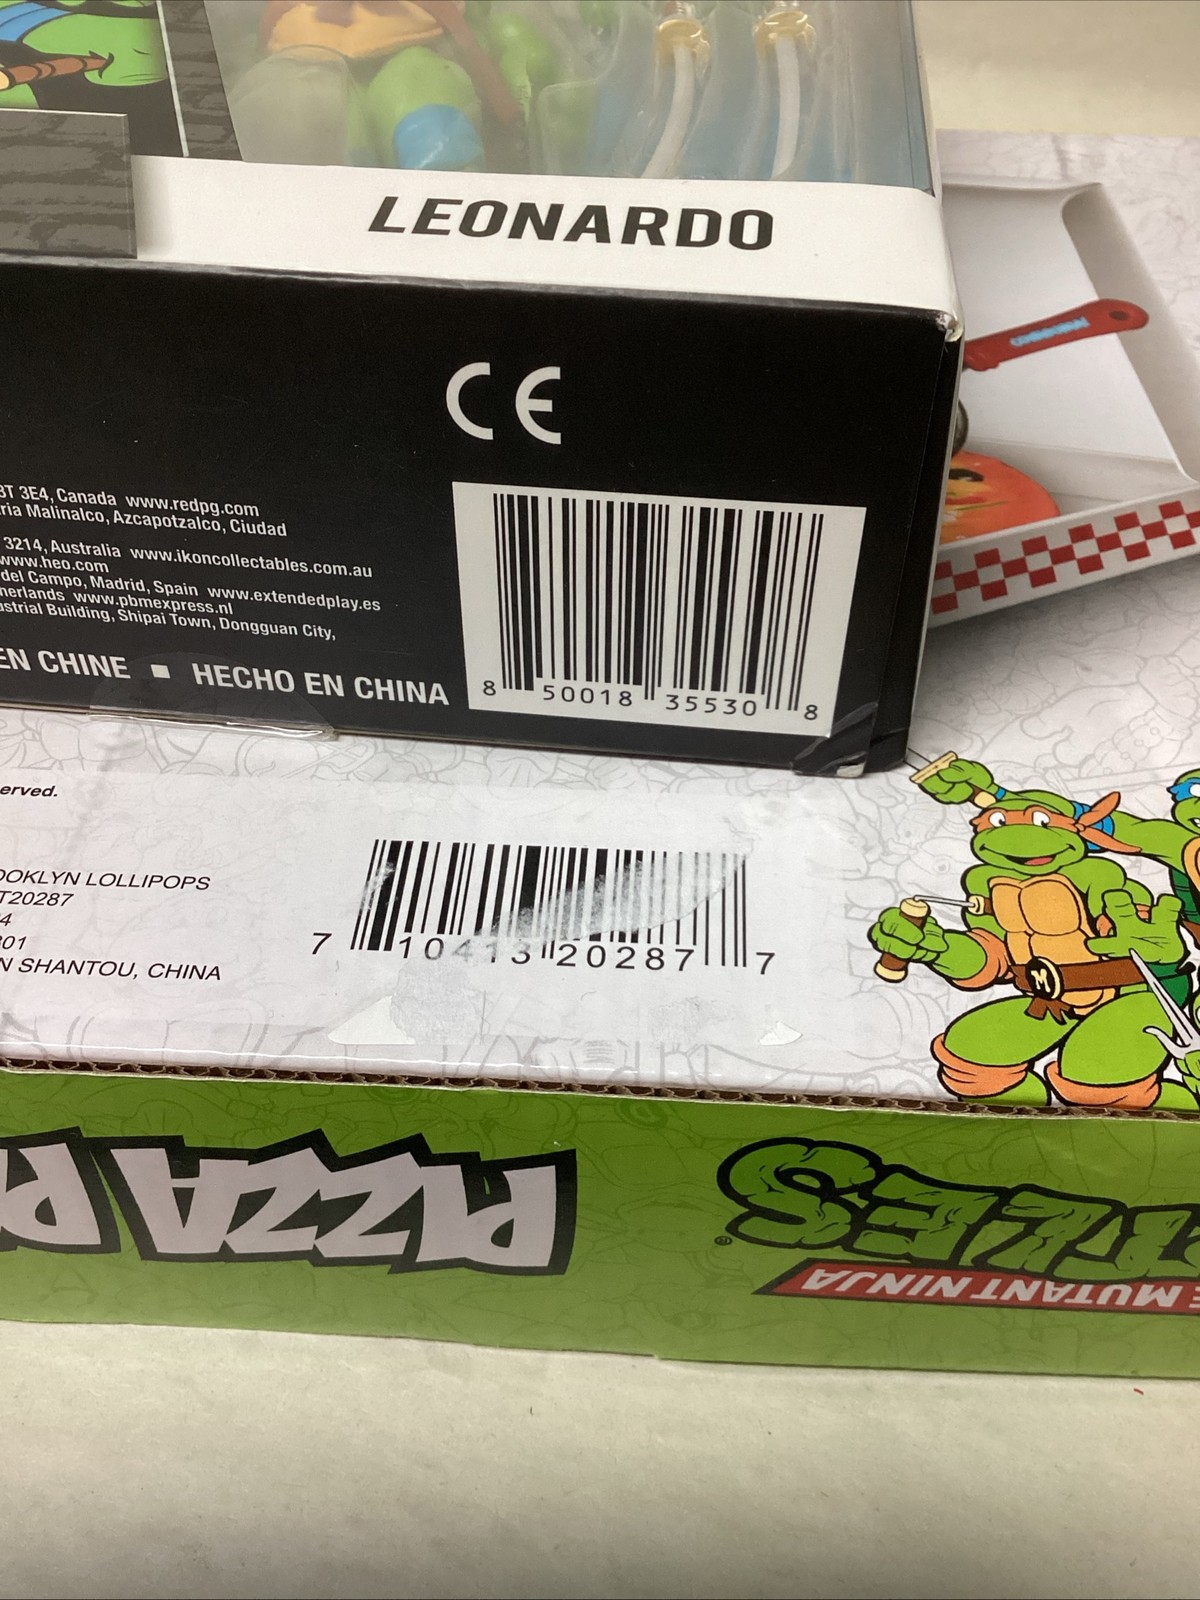 LEONARDO
CE
3T 3E4, Canada www.redpg.com
ria Malinalco, Azcapotzalco, Ciudad
3214, Australia www.ikoncollectables.com.au
www.heo.com
del Campo, Madrid, Spain www.extendedplay.es
herlands www.pbmexpress.nl
ustrial Building, Shipai Town, Dongguan City,
EN CHINE ■ HECHO EN CHINA
8 50018 35530 8
erved.
OOKLYN LOLLIPOPS
T20287
4
301
N SHANTOU, CHINA
7 10413 20287 7
PIZZA P
MUTANT NINJA
TLES
M